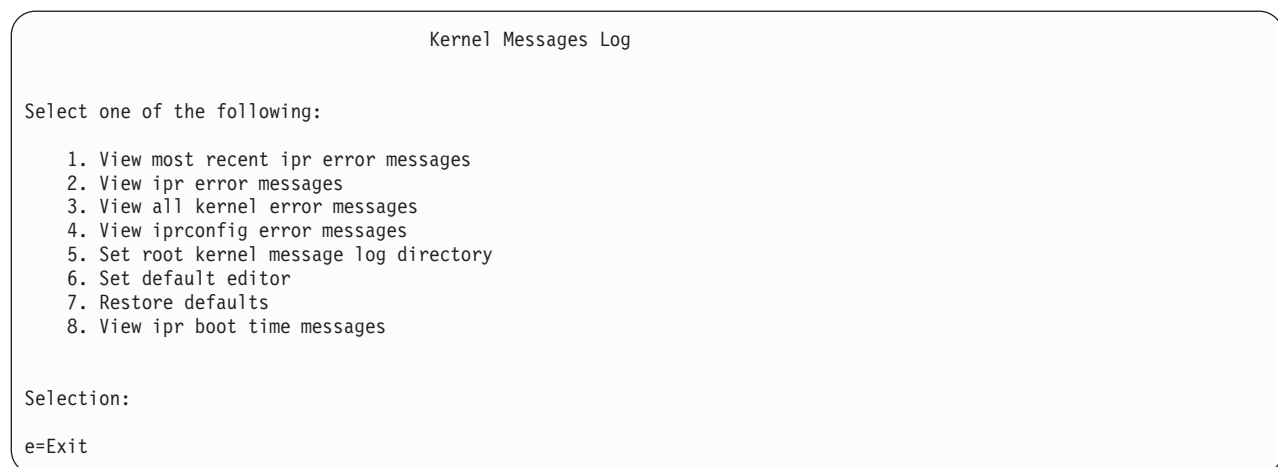 Kernel Messages Log
Select one of the following:
1. View most recent ipr error messages
2. View ipr error messages
3. View all kernel error messages
4. View iprconfig error messages
5. Set root kernel message log directory
6. Set default editor
7. Restore defaults
8. View ipr boot time messages
Selection:
e=Exit